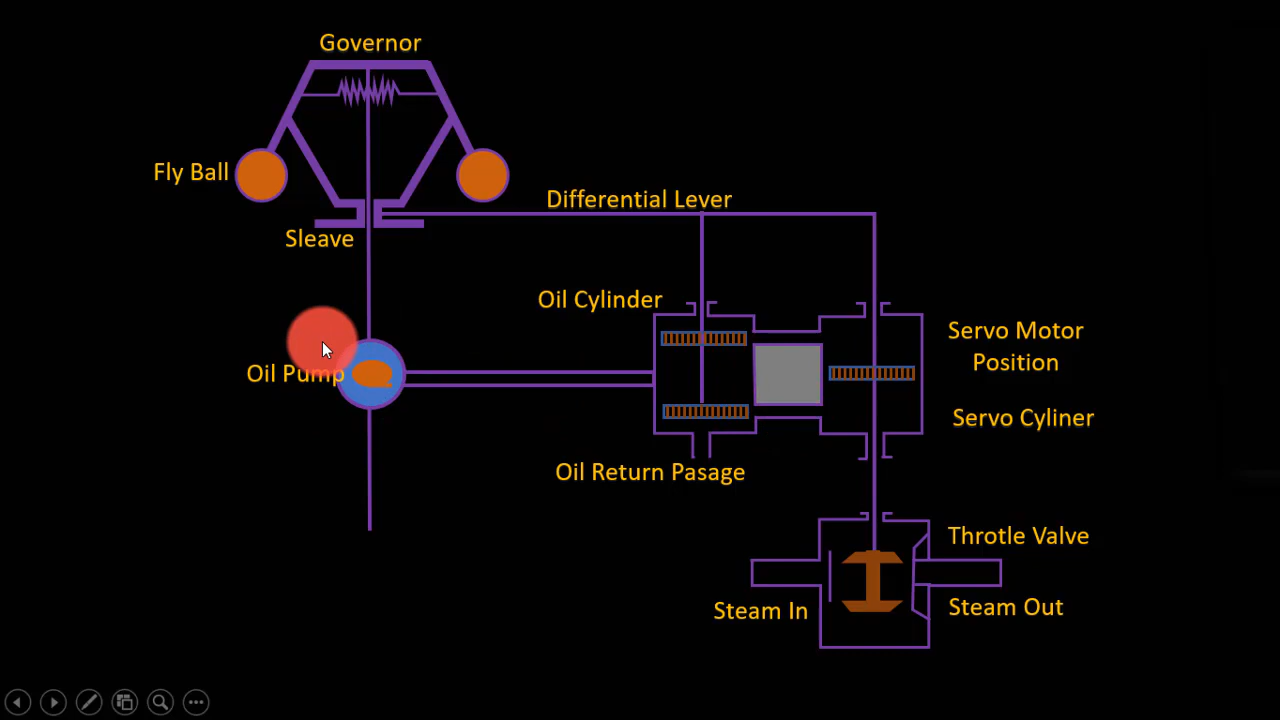 Governor
Fly Ball
Differential Lever
Sleave
Oil Cylinder
Servo Motor
Position
Oil Pump
Servo Cyliner
Oil Return Pasage
Throtle Valve
Steam In
Steam Out